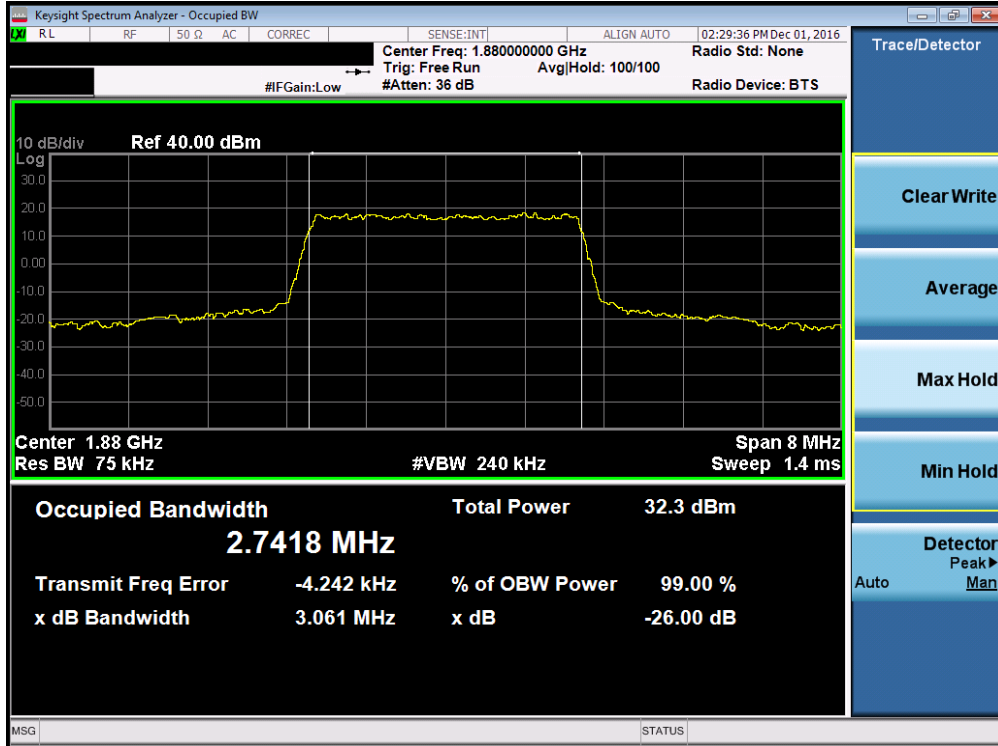 Keysight Spectrum Analyzer - Occupied BW
LXI RL RF 50 Ω AC CORREC SENSE:INT ALIGN AUTO 02:29:36 PM Dec 01, 2016
Center Freq: 1.880000000 GHz Radio Std: None
Trig: Free Run Avg|Hold: 100/100
#IFGain:Low #Atten: 36 dB Radio Device: BTS
Trace/Detector
10 dB/div Ref 40.00 dBm
Log
30.0
20.0
10.0
0.00
-10.0
-20.0
-30.0
-40.0
-50.0
Center 1.88 GHz Span 8 MHz
Res BW 75 kHz #VBW 240 kHz Sweep 1.4 ms
Occupied Bandwidth Total Power 32.3 dBm
2.7418 MHz
Transmit Freq Error -4.242 kHz % of OBW Power 99.00 %
x dB Bandwidth 3.061 MHz x dB -26.00 dB
Clear Write
Average
Max Hold
Min Hold
Detector
Peak▶
Auto Man
MSG STATUS